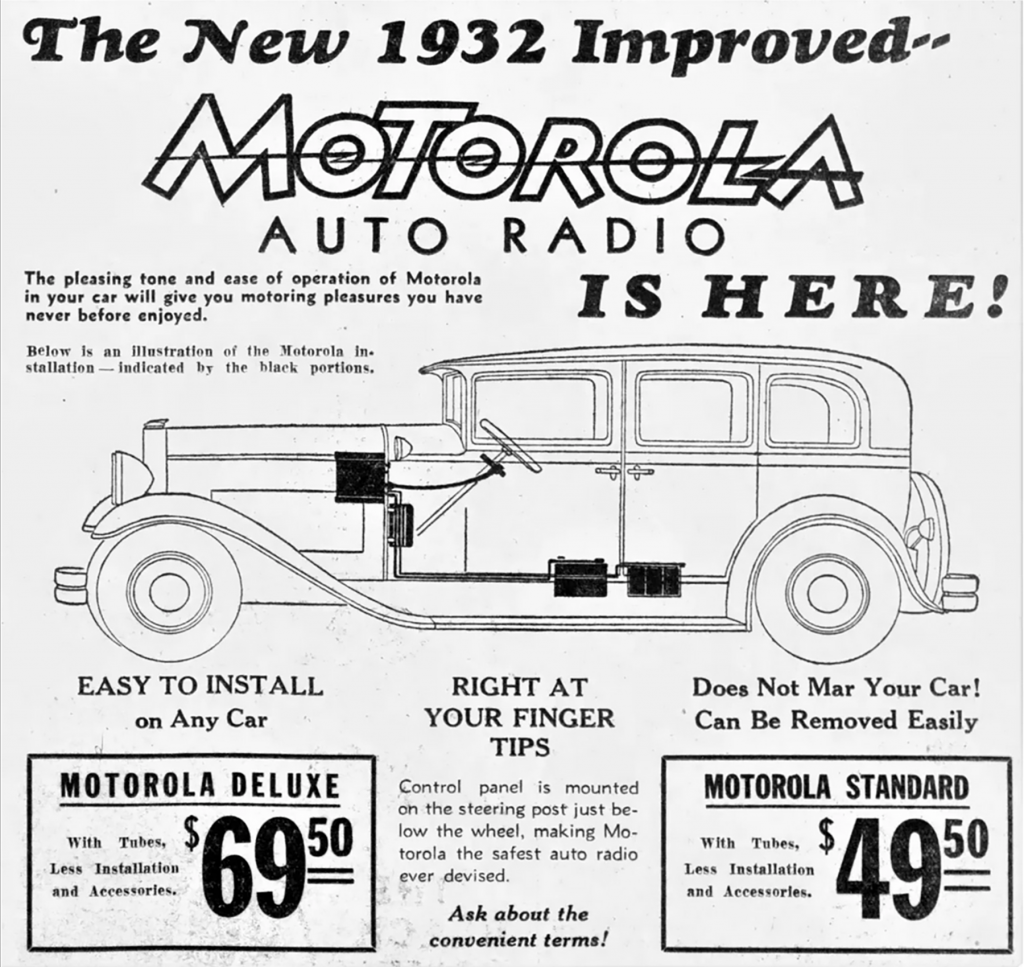 The New 1932 Improved--
MOTOROLA
AUTO RADIO
The pleasing tone and ease of operation of Motorola
in your car will give you motoring pleasures you have
never before enjoyed.
IS HERE!
Below is an illustration of the Motorola in-
stallation — indicated by the black portions.
EASY TO INSTALL
on Any Car
RIGHT AT
YOUR FINGER
TIPS
Control panel is mounted
on the steering post just be-
low the wheel, making Mo-
torola the safest auto radio
ever devised.
Ask about the
convenient terms!
Does Not Mar Your Car!
Can Be Removed Easily
MOTOROLA DELUXE
With Tubes,
Less Installation
and Accessories.
$69.50
MOTOROLA STANDARD
With Tubes,
Less Installation
and Accessories.
$49.50